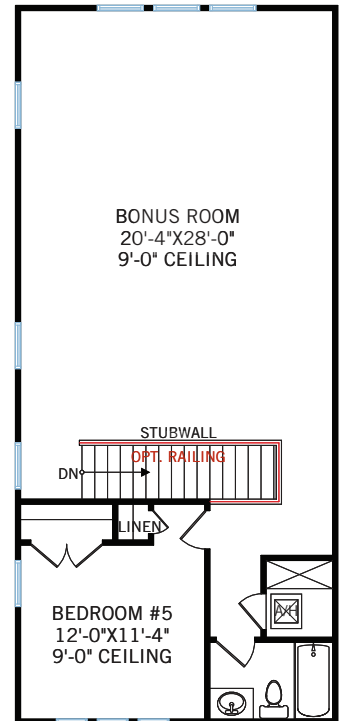 BONUS ROOM
20'-4"X28'-0"
9'-0" CEILING
STUBWALL
OPT. RAILING
DN
LINEN
A/H
BEDROOM #5
12'-0"X11'-4"
9'-0" CEILING